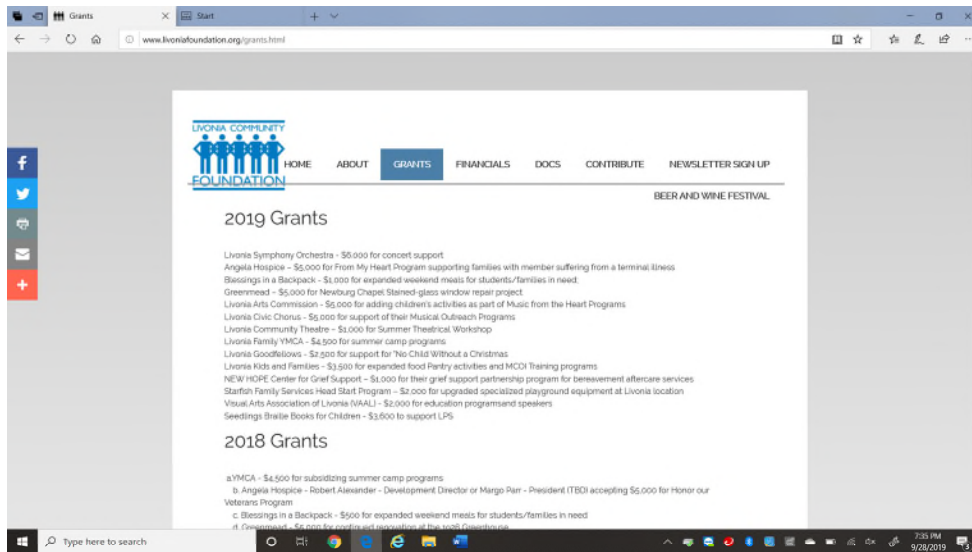 Grants
Start
www.livoniafoundation.org/grants.html
LIVONIA COMMUNITY
FOUNDATION
HOME ABOUT GRANTS FINANCIALS DOCS CONTRIBUTE NEWSLETTER SIGN UP
BEER AND WINE FESTIVAL
2019 Grants
Livonia Symphony Orchestra - $6,000 for concert support
Angela Hospice – $5,000 for From My Heart Program supporting families with member suffering from a terminal illness
Blessings in a Backpack - $1,000 for expanded weekend meals for students/families in need;
Greenmead – $5,000 for Newburg Chapel Stained-glass window repair project
Livonia Arts Commission - $5,000 for adding children's activities as part of Music from the Heart Programs
Livonia Civic Chorus - $5,000 for support of their Musical Outreach Programs
Livonia Community Theatre – $1,000 for Summer Theatrical Workshop
Livonia Family YMCA - $4,500 for summer camp programs
Livonia Goodfellows - $2,500 for support for "No Child Without a Christmas
Livonia Kids and Families - $3,500 for expanded food Pantry activities and MCOI Training programs
NEW HOPE Center for Grief Support – $1,000 for their grief support partnership program for bereavement aftercare services
Starfish Family Services Head Start Program – $2,000 for upgraded specialized playground equipment at Livonia location
Visual Arts Association of Livonia (VAAL) - $2,000 for education programsand speakers
Seedlings Braille Books for Children - $3,600 to support LPS
2018 Grants
a.YMCA - $4,500 for subsidizing summer camp programs
b. Angela Hospice - Robert Alexander - Development Director or Margo Parr - President (TBD) accepting $5,000 for Honor our
Veterans Program
c. Blessings in a Backpack - $500 for expanded weekend meals for students/families in need
d. Greenmead - $5,000 for continued renovation at the 1926 Greenhouse
Type here to search
7:35 PM
9/28/2019